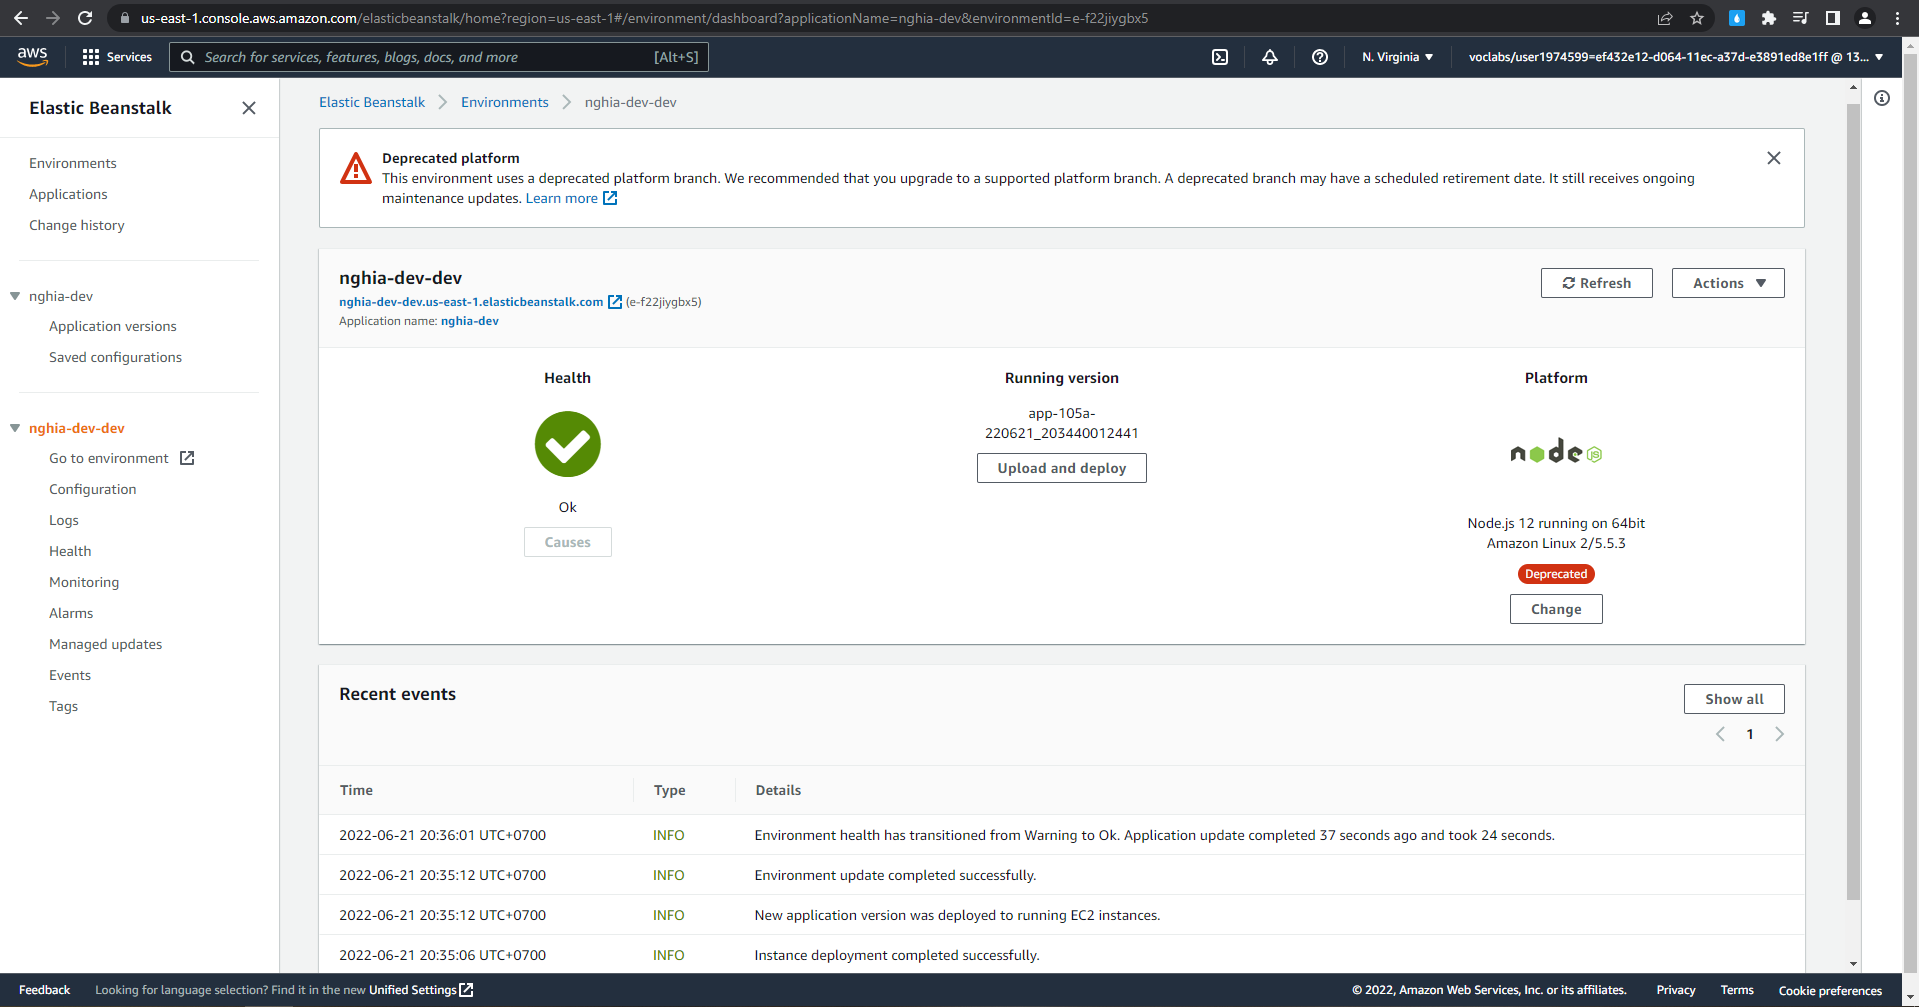 us-east-1.console.aws.amazon.com/elasticbeanstalk/home?region=us-east-1#/environment/dashboard?applicationName=nghia-dev&environmentId=e-f22jiygbx5
aws
Services
Search for services, features, blogs, docs, and more
[Alt+S]
N. Virginia
voclabs/user1974599=ef432e12-d064-11ec-a37d-e3891ed8e1ff @ 13...
Elastic Beanstalk
Environments
Applications
Change history
nghia-dev
Application versions
Saved configurations
nghia-dev-dev
Go to environment
Configuration
Logs
Health
Monitoring
Alarms
Managed updates
Events
Tags
Elastic Beanstalk
Environments
nghia-dev-dev
Deprecated platform
This environment uses a deprecated platform branch. We recommended that you upgrade to a supported platform branch. A deprecated branch may have a scheduled retirement date. It still receives ongoing
maintenance updates. Learn more
nghia-dev-dev
nghia-dev-dev.us-east-1.elasticbeanstalk.com (e-f22jiygbx5)
Application name: nghia-dev
Refresh
Actions
Health
Ok
Causes
Running version
app-105a-
220621_203440012441
Upload and deploy
Platform
node
JS
Node.js 12 running on 64bit
Amazon Linux 2/5.5.3
Deprecated
Change
Recent events
Show all
1
Time Type Details
2022-06-21 20:36:01 UTC+0700 INFO Environment health has transitioned from Warning to Ok. Application update completed 37 seconds ago and took 24 seconds.
2022-06-21 20:35:12 UTC+0700 INFO Environment update completed successfully.
2022-06-21 20:35:12 UTC+0700 INFO New application version was deployed to running EC2 instances.
2022-06-21 20:35:06 UTC+0700 INFO Instance deployment completed successfully.
Feedback
Looking for language selection? Find it in the new Unified Settings
© 2022, Amazon Web Services, Inc. or its affiliates.
Privacy
Terms
Cookie preferences